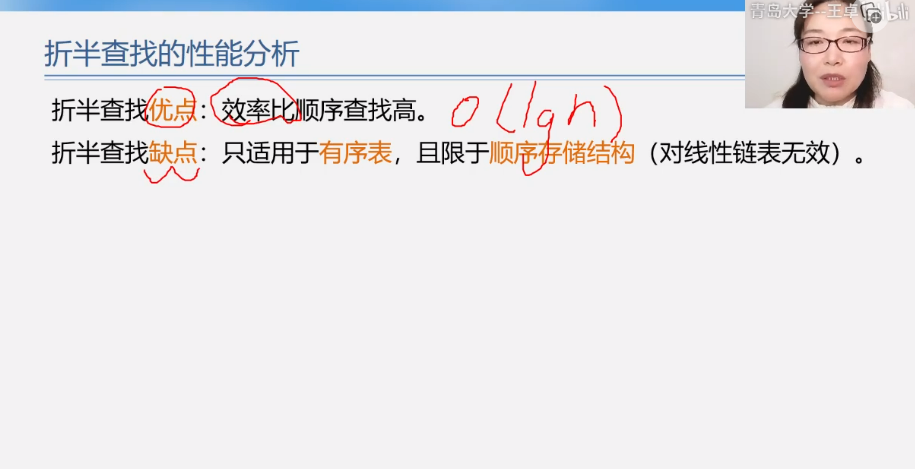 青岛大学--王卓
bili
折半查找的性能分析
折半查找优点：效率比顺序查找高。 O(lgn)
折半查找缺点：只适用于有序表，且限于顺序存储结构（对线性链表无效）。